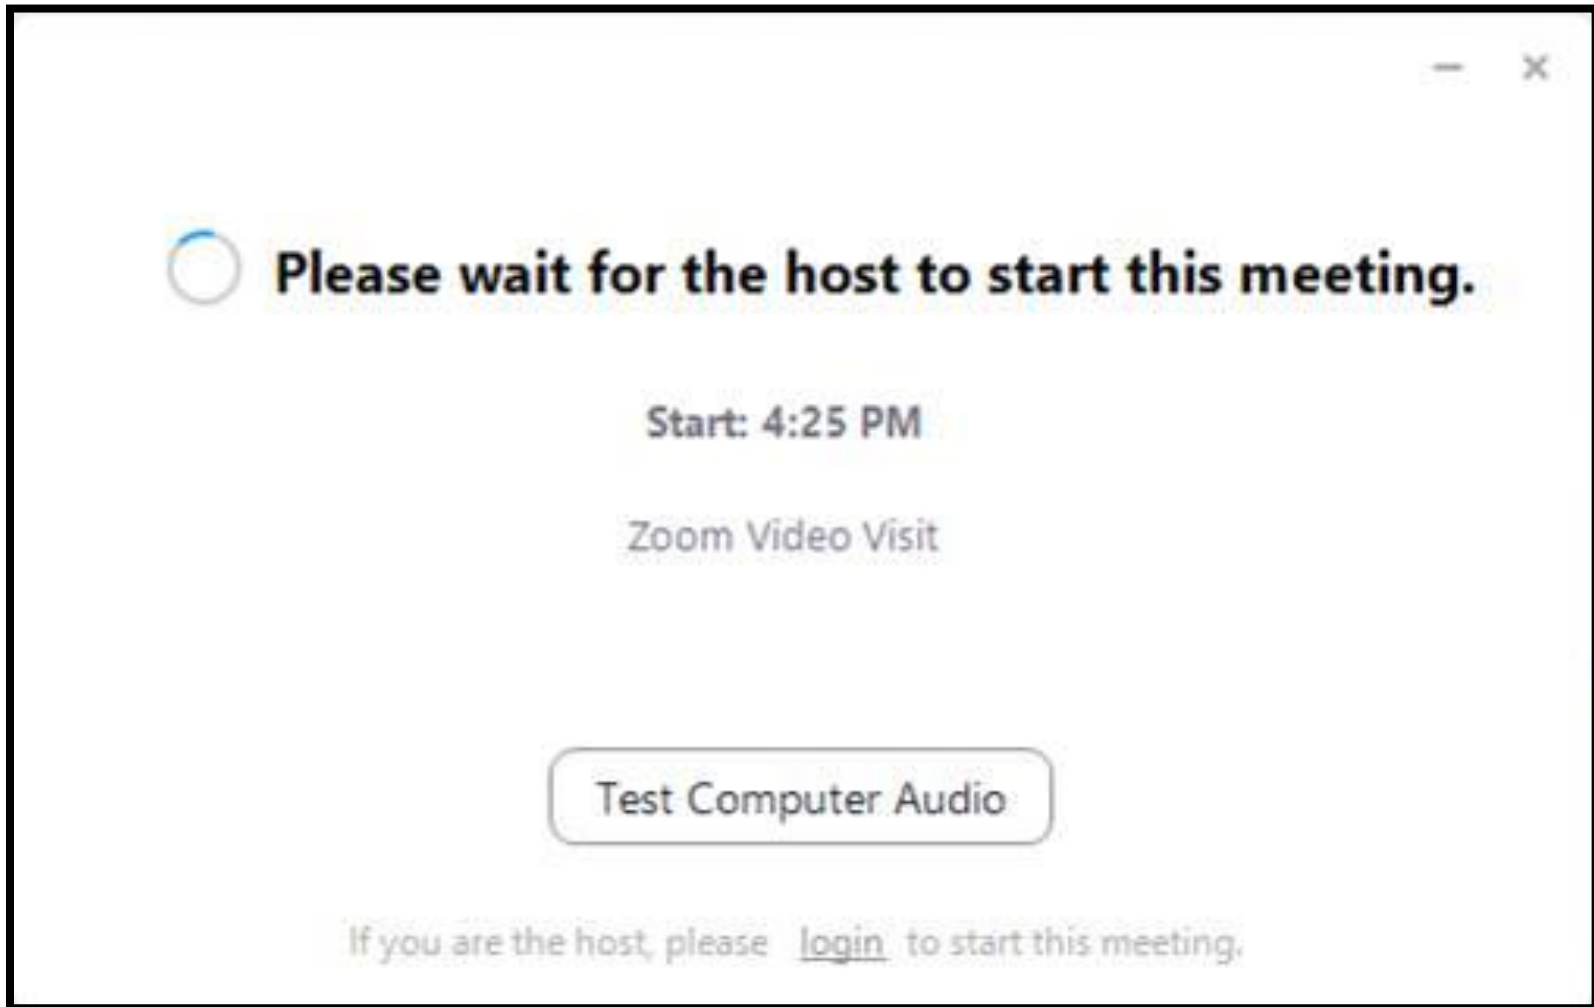 Please wait for the host to start this meeting.
Start: 4:25 PM
Zoom Video Visit
Test Computer Audio
If you are the host, please login to start this meeting.